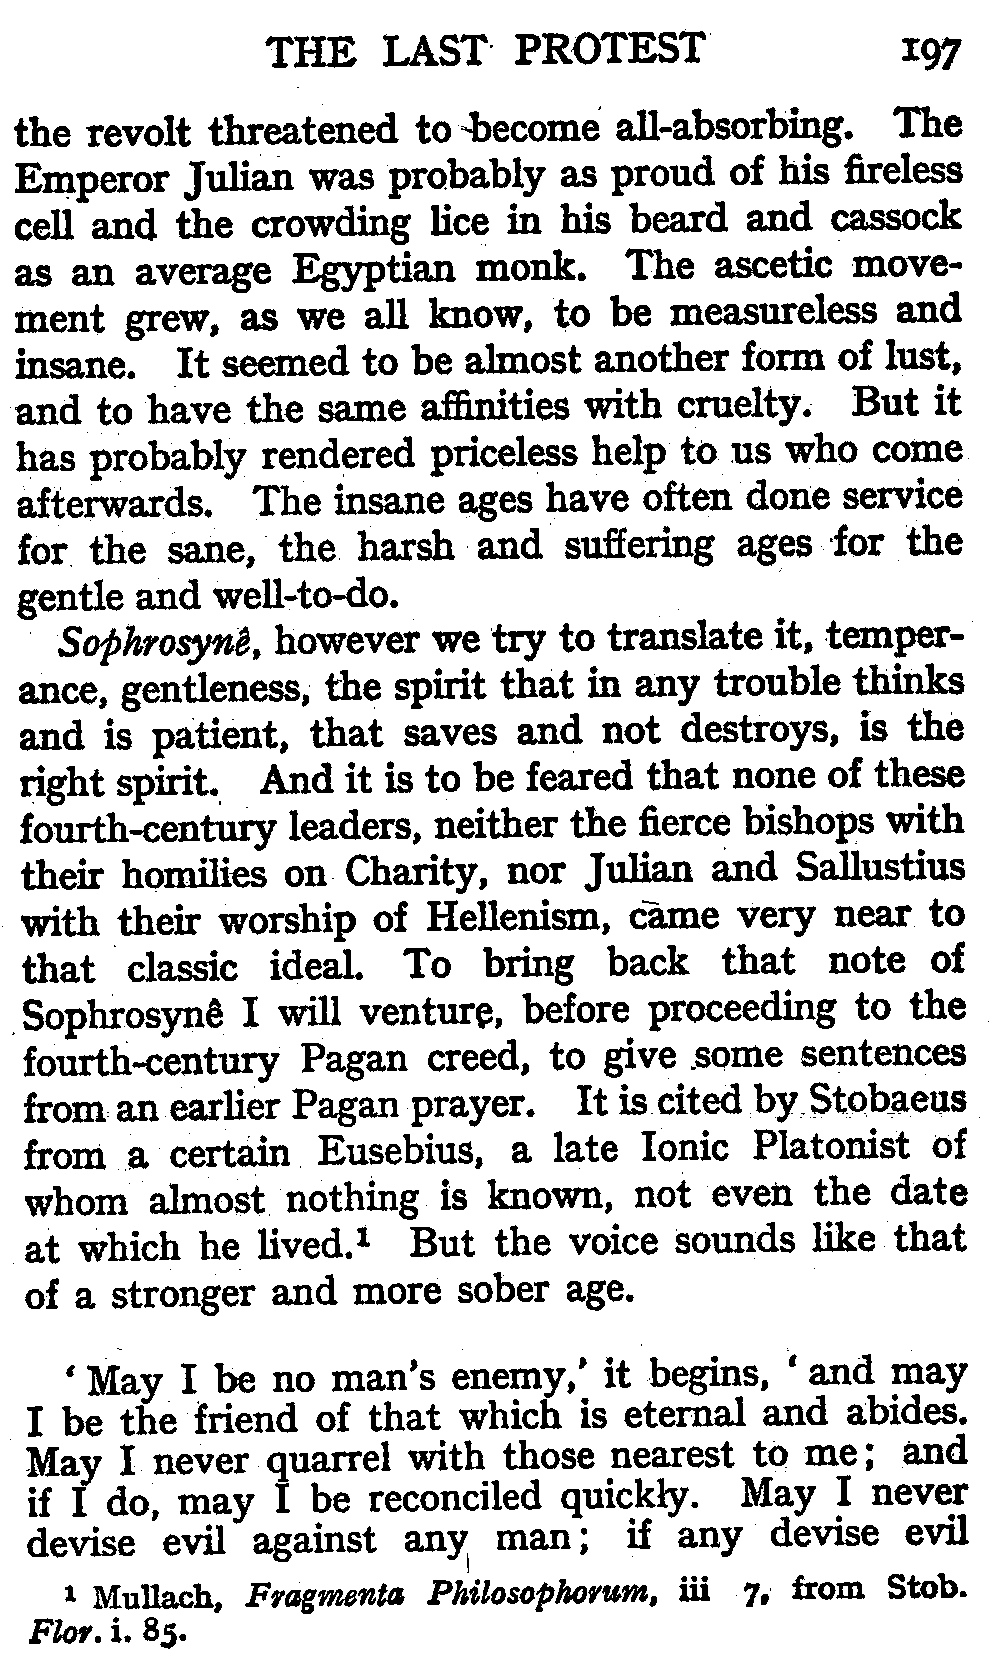 THE LAST PROTEST 197
the revolt threatened to become all-absorbing. The
Emperor Julian was probably as proud of his fireless
cell and the crowding lice in his beard and cassock
as an average Egyptian monk. The ascetic move-
ment grew, as we all know, to be measureless and
insane. It seemed to be almost another form of lust,
and to have the same affinities with cruelty. But it
has probably rendered priceless help to us who come
afterwards. The insane ages have often done service
for the sane, the harsh and suffering ages for the
gentle and well-to-do.
Sophrosynê, however we try to translate it, temper-
ance, gentleness, the spirit that in any trouble thinks
and is patient, that saves and not destroys, is the
right spirit. And it is to be feared that none of these
fourth-century leaders, neither the fierce bishops with
their homilies on Charity, nor Julian and Sallustius
with their worship of Hellenism, came very near to
that classic ideal. To bring back that note of
Sophrosynê I will venture, before proceeding to the
fourth-century Pagan creed, to give some sentences
from an earlier Pagan prayer. It is cited by Stobaeus
from a certain Eusebius, a late Ionic Platonist of
whom almost nothing is known, not even the date
at which he lived.¹ But the voice sounds like that
of a stronger and more sober age.
‘ May I be no man's enemy,’ it begins, ‘ and may
I be the friend of that which is eternal and abides.
May I never quarrel with those nearest to me; and
if I do, may I be reconciled quickly. May I never
devise evil against any man; if any devise evil
¹ Mullach, Fragmenta Philosophorum, iii 7, from Stob.
Flor. i. 85.